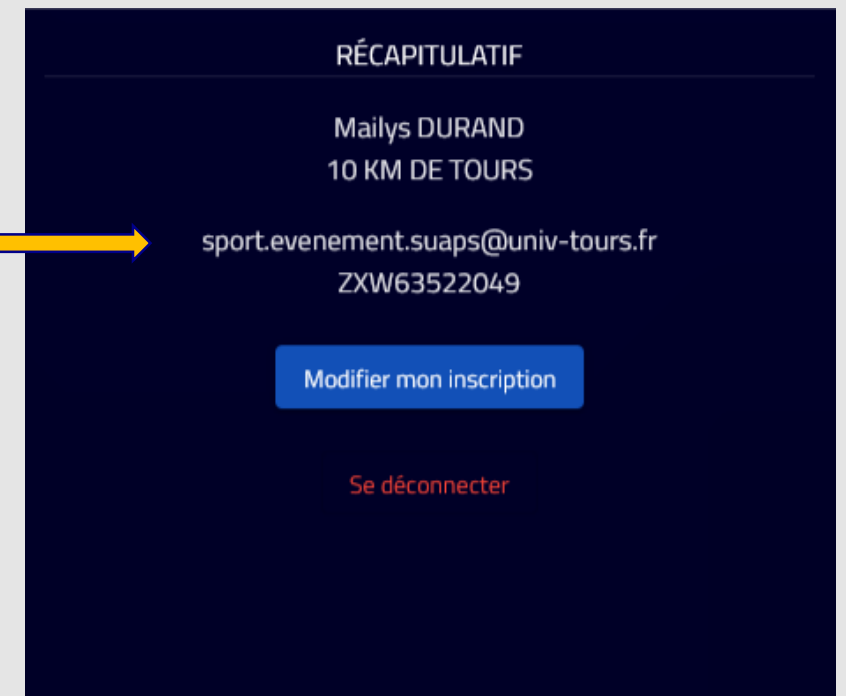 RÉCAPITULATIF
Mailys DURAND
10 KM DE TOURS
sport.evenement.suaps@univ-tours.fr
ZXW63522049
Modifier mon inscription
Se déconnecter